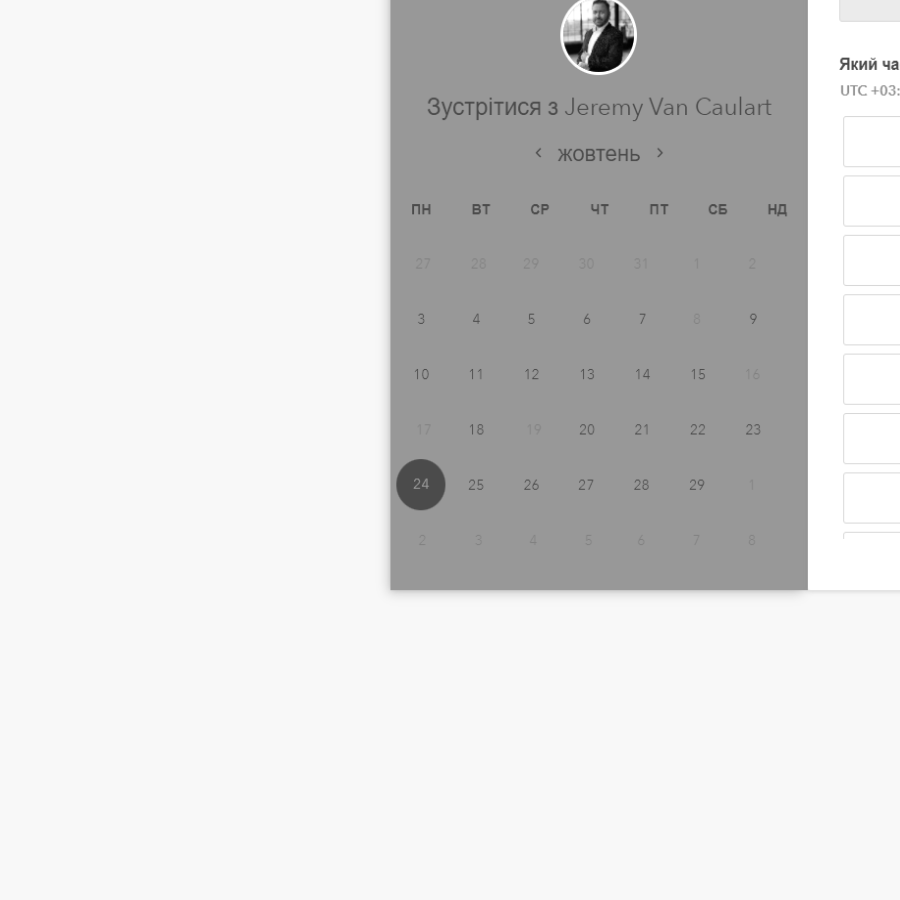 Зустрітися з Jeremy Van Caulart
жовтень
ПН ВТ СР ЧТ ПТ СБ НД
27 28 29 30 31 1 2
3 4 5 6 7 8 9
10 11 12 13 14 15 16
17 18 19 20 21 22 23
24 25 26 27 28 29 1
2 3 4 5 6 7 8
Який ча
UTC +03: